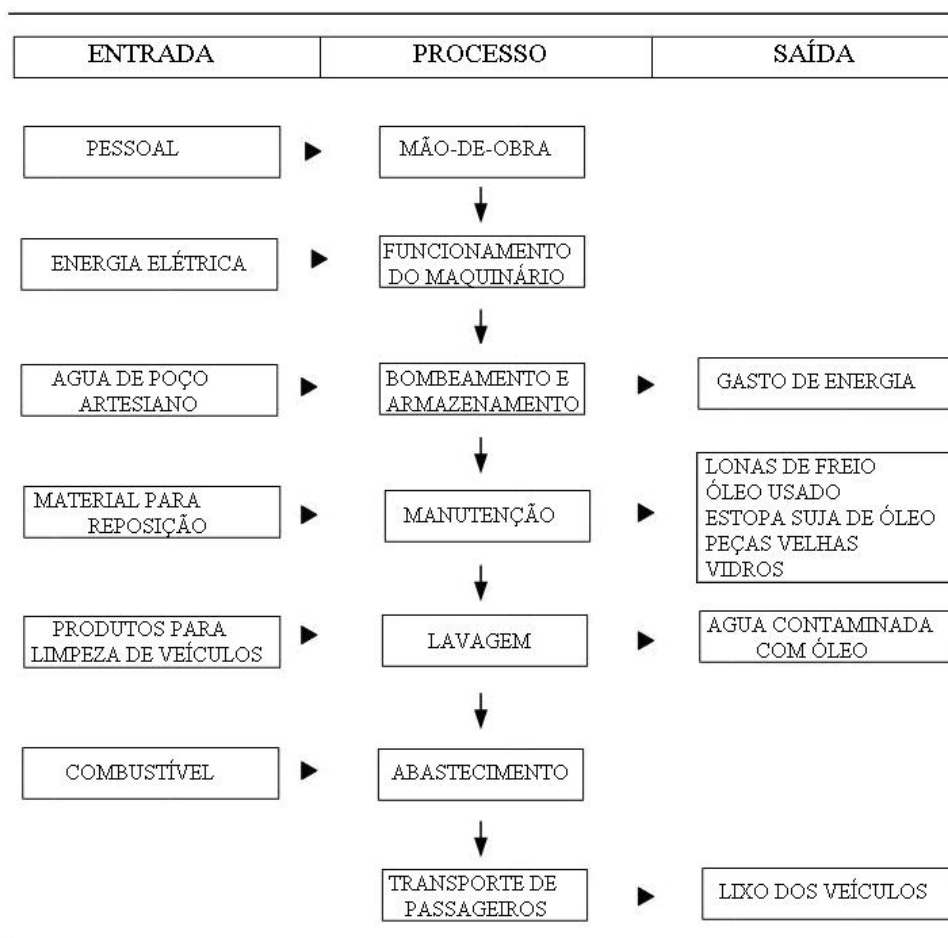 ENTRADA PROCESSO SAÍDA
PESSOAL MÃO-DE-OBRA
ENERGIA ELÉTRICA
FUNCIONAMENTO
DO MAQUINÁRIO
AGUA DE POÇO
ARTESIANO
BOMBEAMENTO E
ARMAZENAMENTO
GASTO DE ENERGIA
MATERIAL PARA
REPOSIÇÃO
MANUTENÇÃO
LONAS DE FREIO
ÓLEO USADO
ESTOPA SUJA DE ÓLEO
PEÇAS VELHAS
VIDROS
PRODUTOS PARA
LIMPEZA DE VEÍCULOS
LAVAGEM
AGUA CONTAMINADA
COM ÓLEO
COMBUSTÍVEL
ABASTECIMENTO
TRANSPORTE DE
PASSAGEIROS
LIXO DOS VEÍCULOS